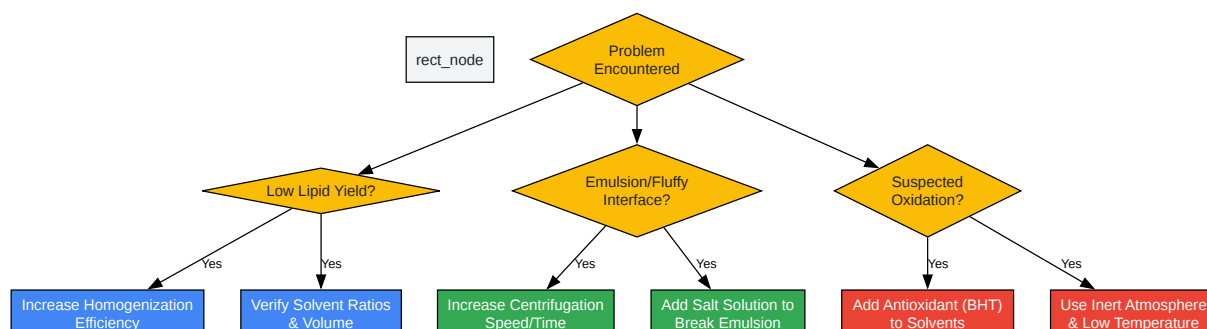 Problem
Encountered
rect_node
Low Lipid Yield?
Emulsion/Fluffy
Interface?
Suspected
Oxidation?
Yes
Yes
Yes
Yes
Yes
Yes
Increase Homogenization
Efficiency
Verify Solvent Ratios
& Volume
Increase Centrifugation
Speed/Time
Add Salt Solution to
Break Emulsion
Add Antioxidant (BHT)
to Solvents
Use Inert Atmosphere
& Low Temperature